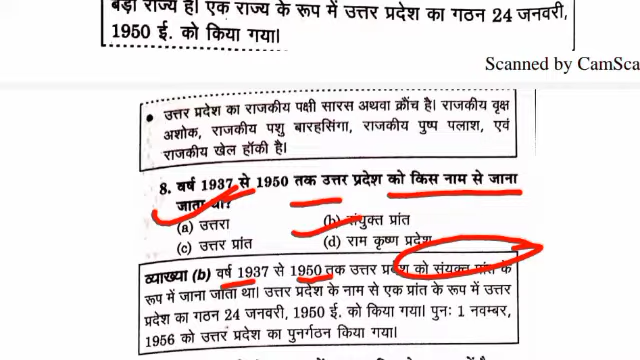 बड़ा राज्य है। एक राज्य के रूप में उत्तर प्रदेश का गठन 24 जनवरी,
1950 ई. को किया गया।
Scanned by CamSca
• उत्तर प्रदेश का राजकीय पक्षी सारस अथवा क्रौंच है। राजकीय वृक्ष
अशोक, राजकीय पशु बारहसिंगा, राजकीय पुष्प पलाश, एवं
राजकीय खेल हॉकी है।
8. वर्ष 1937 से 1950 तक उत्तर प्रदेश को किस नाम से जाना
जाता था?
(a) उत्तरा (b) संयुक्त प्रांत
(c) उत्तर प्रांत (d) राम कृष्ण प्रदेश
व्याख्या (b) वर्ष 1937 से 1950 तक उत्तर प्रदेश को संयुक्त प्रांत के
रूप में जाना जाता था। उत्तर प्रदेश के नाम से एक प्रांत के रूप में उत्तर
प्रदेश का गठन 24 जनवरी, 1950 ई. को किया गया। पुनः 1 नवम्बर,
1956 को उत्तर प्रदेश का पुनर्गठन किया गया।